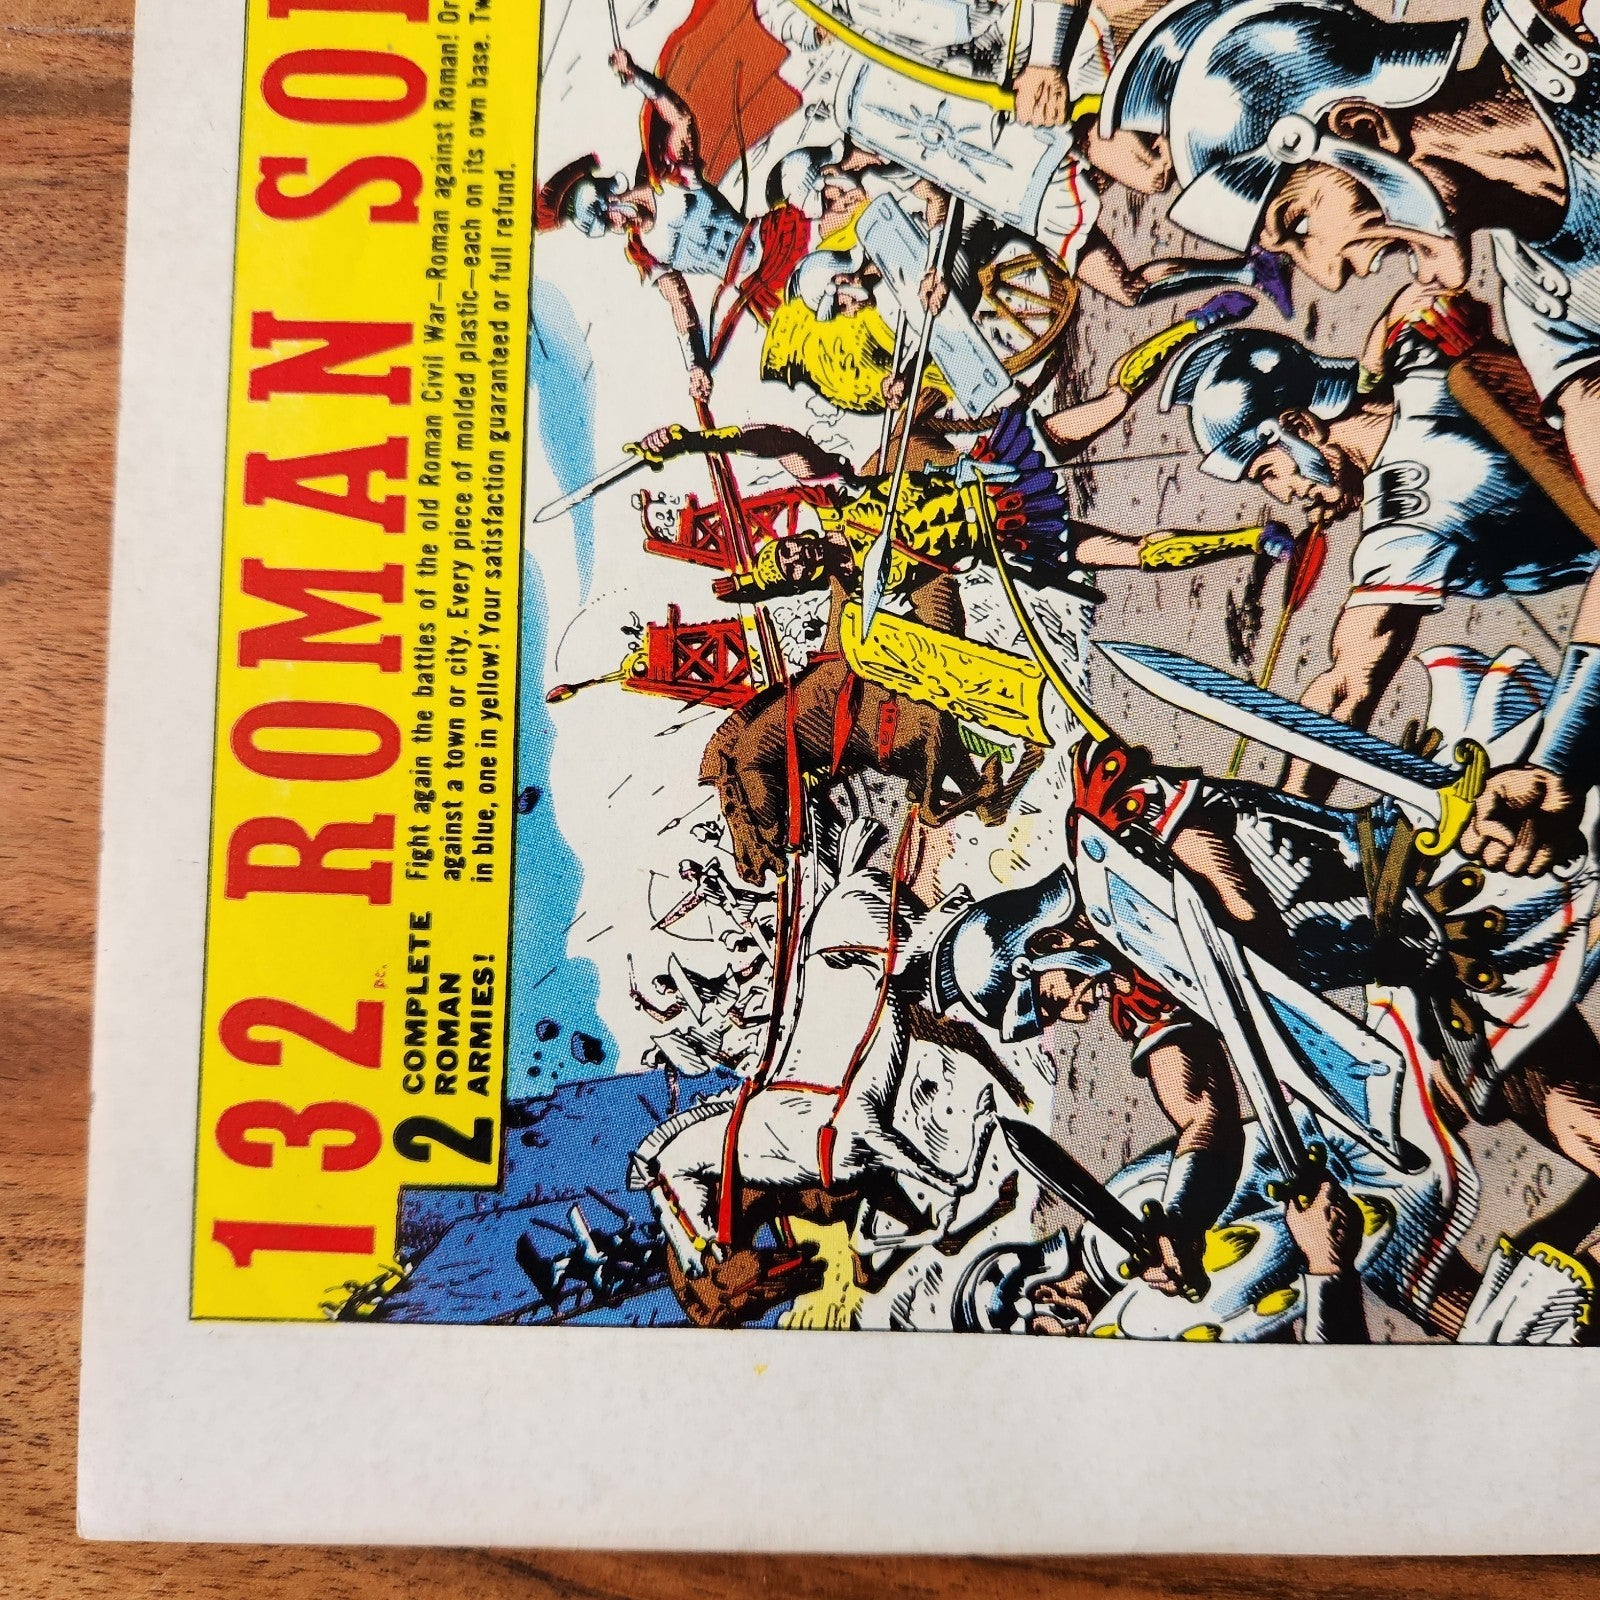 132 ROMAN SO
pc.
2 COMPLETE ROMAN ARMIES!
Fight again the battles of the old Roman Civil War—Roman against Roman! Or
against a town or city. Every piece of molded plastic—each on its own base. Tw
in blue, one in yellow! Your satisfaction guaranteed or full refund.